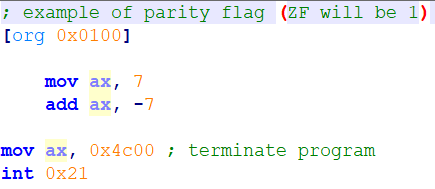 ; example of parity flag (ZF will be 1)
[org 0x0100]
mov ax, 7
add ax, -7
mov ax, 0x4c00 ; terminate program
int 0x21